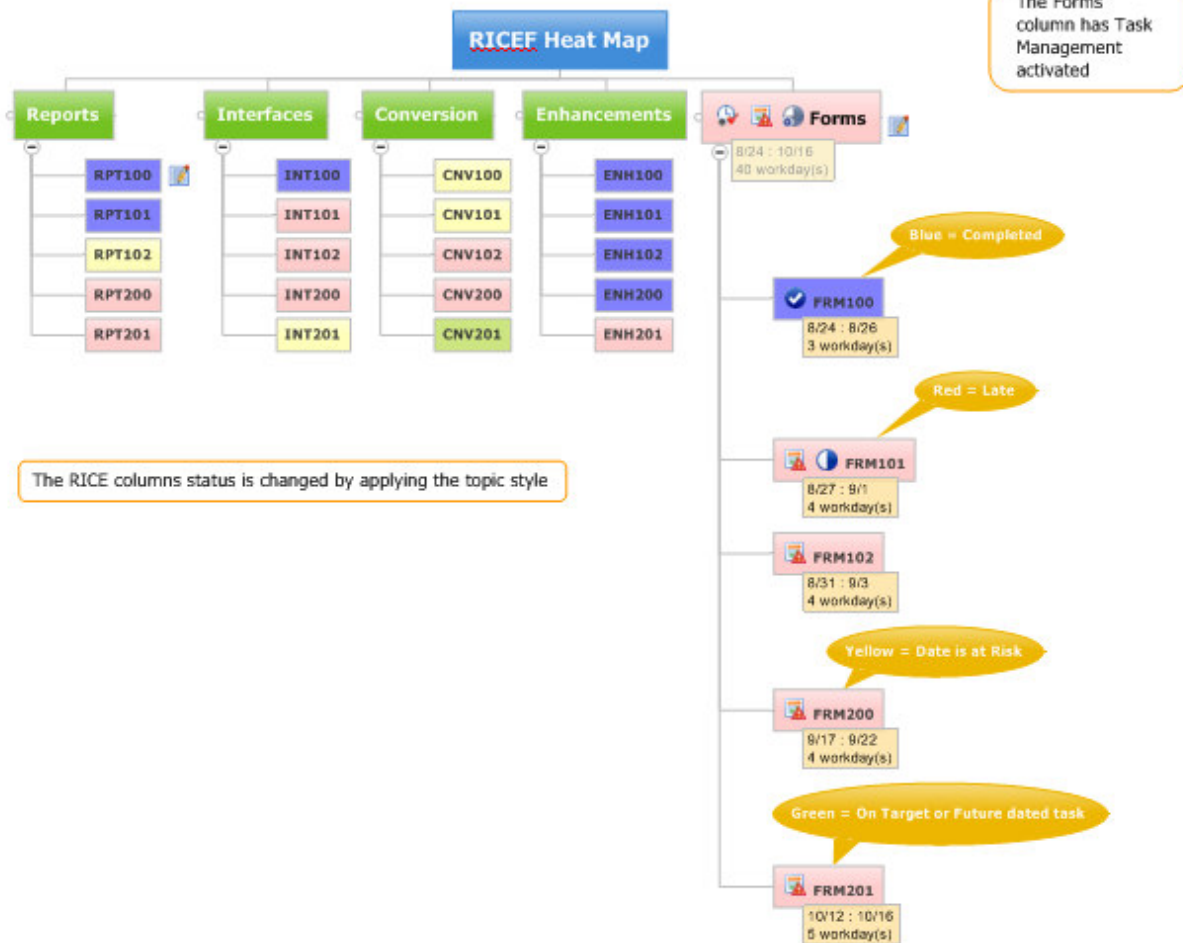 The Forms
column has Task
Management
activated
RICEF Heat Map
Reports
Interfaces
Conversion
Enhancements
Forms
8/24 : 10/16
40 workday(s)
RPT100
INT100
CNV100
ENH100
RPT101
INT101
CNV101
ENH101
RPT102
INT102
CNV102
ENH102
RPT200
INT200
CNV200
ENH200
RPT201
INT201
CNV201
ENH201
Blue = Completed
FRM100
8/24 : 8/26
3 workday(s)
Red = Late
FRM101
8/27 : 9/1
4 workday(s)
The RICE columns status is changed by applying the topic style
FRM102
8/31 : 9/3
4 workday(s)
Yellow = Date is at Risk
FRM200
9/17 : 9/22
4 workday(s)
Green = On Target or Future dated task
FRM201
10/12 : 10/16
5 workday(s)